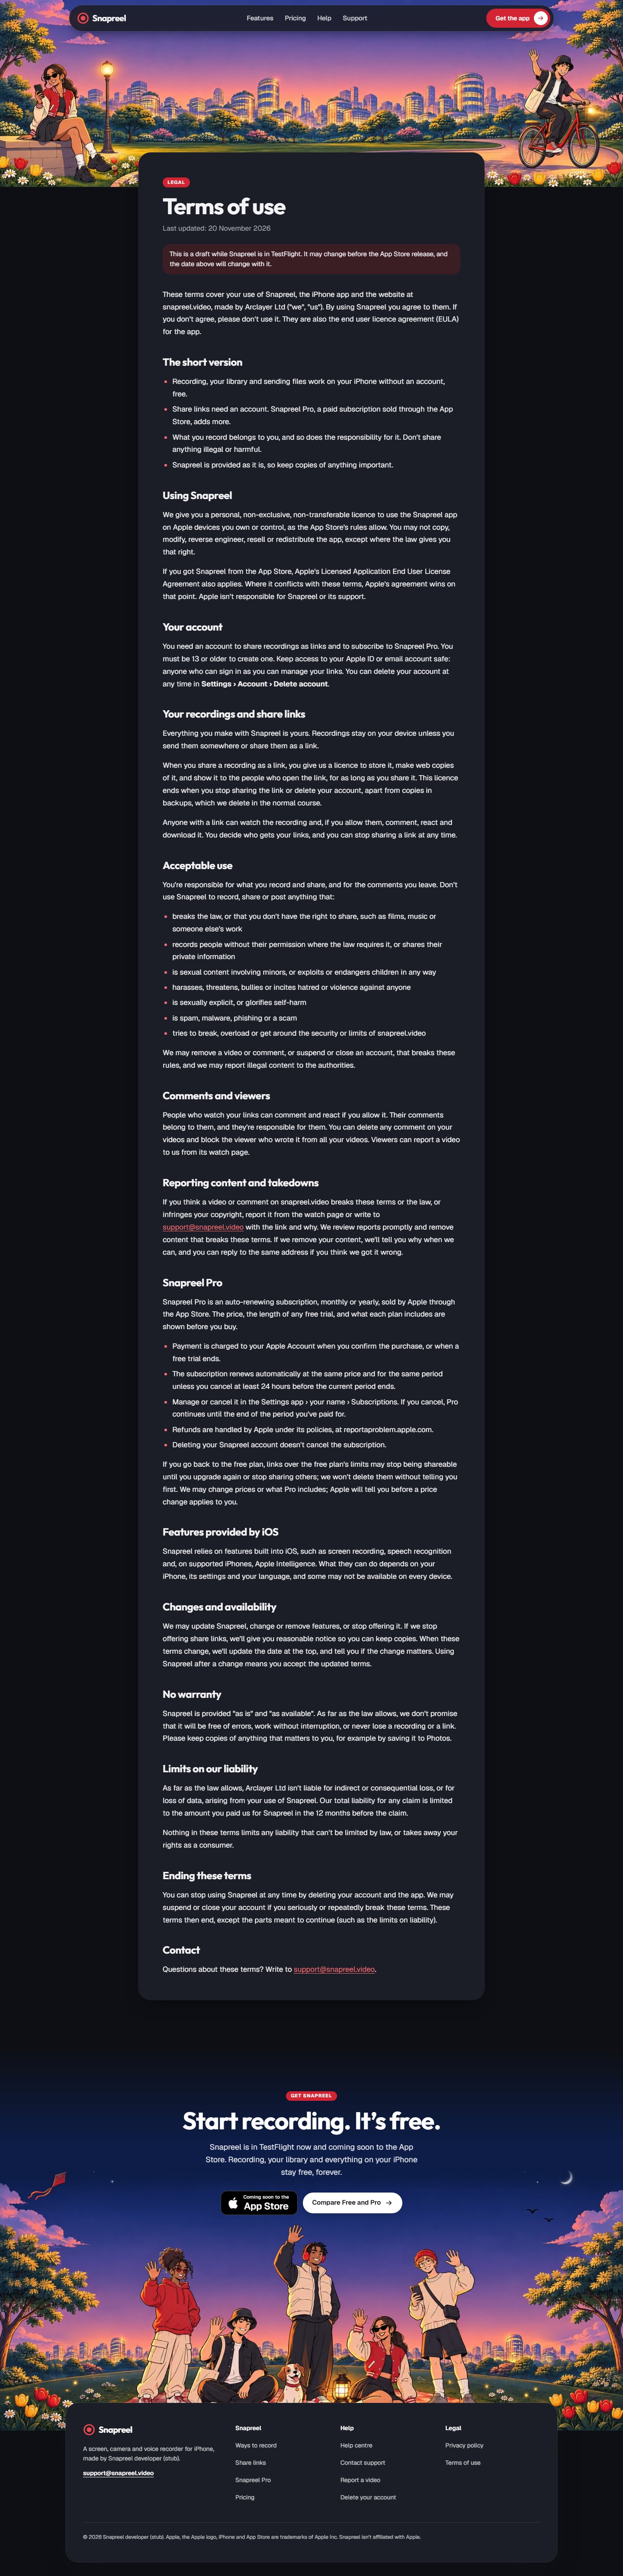 Snapreel
Features
Pricing
Help
Support
Get the app
LEGAL
Terms of use
Last updated: 20 November 2026
This is a draft while Snapreel is in TestFlight. It may change before the App Store release, and
the date above will change with it.
These terms cover your use of Snapreel, the iPhone app and the website at
snapreel.video, made by Arclayer Ltd ("we", "us"). By using Snapreel you agree to them. If
you don't agree, please don't use it. They are also the end user licence agreement (EULA)
for the app.
The short version
Recording, your library and sending files work on your iPhone without an account,
free.
Share links need an account. Snapreel Pro, a paid subscription sold through the App
Store, adds more.
What you record belongs to you, and so does the responsibility for it. Don't share
anything illegal or harmful.
Snapreel is provided as it is, so keep copies of anything important.
Using Snapreel
We give you a personal, non-exclusive, non-transferable licence to use the Snapreel app
on Apple devices you own or control, as the App Store's rules allow. You may not copy,
modify, reverse engineer, resell or redistribute the app, except where the law gives you
that right.
If you got Snapreel from the App Store, Apple's Licensed Application End User License
Agreement also applies. Where it conflicts with these terms, Apple's agreement wins on
that point. Apple isn't responsible for Snapreel or its support.
Your account
You need an account to share recordings as links and to subscribe to Snapreel Pro. You
must be 13 or older to create one. Keep access to your Apple ID or email account safe:
anyone who can sign in as you can manage your links. You can delete your account at
any time in Settings › Account › Delete account.
Your recordings and share links
Everything you make with Snapreel is yours. Recordings stay on your device unless you
send them somewhere or share them as a link.
When you share a recording as a link, you give us a licence to store it, make web copies
of it, and show it to the people who open the link, for as long as you share it. This licence
ends when you stop sharing the link or delete your account, apart from copies in
backups, which we delete in the normal course.
Anyone with a link can watch the recording and, if you allow them, comment, react and
download it. You decide who gets your links, and you can stop sharing a link at any time.
Acceptable use
You're responsible for what you record and share, and for the comments you leave. Don't
use Snapreel to record, share or post anything that:
breaks the law, or that you don't have the right to share, such as films, music or
someone else's work
records people without their permission where the law requires it, or shares their
private information
is sexual content involving minors, or exploits or endangers children in any way
harasses, threatens, bullies or incites hatred or violence against anyone
is sexually explicit, or glorifies self-harm
is spam, malware, phishing or a scam
tries to break, overload or get around the security or limits of snapreel.video
We may remove a video or comment, or suspend or close an account, that breaks these
rules, and we may report illegal content to the authorities.
Comments and viewers
People who watch your links can comment and react if you allow it. Their comments
belong to them, and they're responsible for them. You can delete any comment on your
videos and block the viewer who wrote it from all your videos. Viewers can report a video
to us from its watch page.
Reporting content and takedowns
If you think a video or comment on snapreel.video breaks these terms or the law, or
infringes your copyright, report it from the watch page or write to
support@snapreel.video with the link and why. We review reports promptly and remove
content that breaks these terms. If we remove your content, we'll tell you why when we
can, and you can reply to the same address if you think we got it wrong.
Snapreel Pro
Snapreel Pro is an auto-renewing subscription, monthly or yearly, sold by Apple through
the App Store. The price, the length of any free trial, and what each plan includes are
shown before you buy.
Payment is charged to your Apple Account when you confirm the purchase, or when a
free trial ends.
The subscription renews automatically at the same price and for the same period
unless you cancel at least 24 hours before the current period ends.
Manage or cancel it in the Settings app › your name › Subscriptions. If you cancel, Pro
continues until the end of the period you've paid for.
Refunds are handled by Apple under its policies, at reportaproblem.apple.com.
Deleting your Snapreel account doesn't cancel the subscription.
If you go back to the free plan, links over the free plan's limits may stop being shareable
until you upgrade again or stop sharing others; we won't delete them without telling you
first. We may change prices or what Pro includes; Apple will tell you before a price
change applies to you.
Features provided by iOS
Snapreel relies on features built into iOS, such as screen recording, speech recognition
and, on supported iPhones, Apple Intelligence. What they can do depends on your
iPhone, its settings and your language, and some may not be available on every device.
Changes and availability
We may update Snapreel, change or remove features, or stop offering it. If we stop
offering share links, we'll give you reasonable notice so you can keep copies. When these
terms change, we'll update the date at the top, and tell you if the change matters. Using
Snapreel after a change means you accept the updated terms.
No warranty
Snapreel is provided "as is" and "as available". As far as the law allows, we don't promise
that it will be free of errors, work without interruption, or never lose a recording or a link.
Please keep copies of anything that matters to you, for example by saving it to Photos.
Limits on our liability
As far as the law allows, Arclayer Ltd isn't liable for indirect or consequential loss, or for
loss of data, arising from your use of Snapreel. Our total liability for any claim is limited
to the amount you paid us for Snapreel in the 12 months before the claim.
Nothing in these terms limits any liability that can't be limited by law, or takes away your
rights as a consumer.
Ending these terms
You can stop using Snapreel at any time by deleting your account and the app. We may
suspend or close your account if you seriously or repeatedly break these terms. These
terms then end, except the parts meant to continue (such as the limits on liability).
Contact
Questions about these terms? Write to support@snapreel.video.
GET SNAPREEL
Start recording. It's free.
Snapreel is in TestFlight now and coming soon to the App
Store. Recording, your library and everything on your iPhone
stay free, forever.
Coming soon to the
App Store
Compare Free and Pro
Snapreel
A screen, camera and voice recorder for iPhone,
made by Snapreel developer (stub).
support@snapreel.video
Snapreel
Ways to record
Share links
Snapreel Pro
Pricing
Help
Help centre
Contact support
Report a video
Delete your account
Legal
Privacy policy
Terms of use
© 2026 Snapreel developer (stub). Apple, the Apple logo, iPhone and App Store are trademarks of Apple Inc. Snapreel isn't affiliated with Apple.